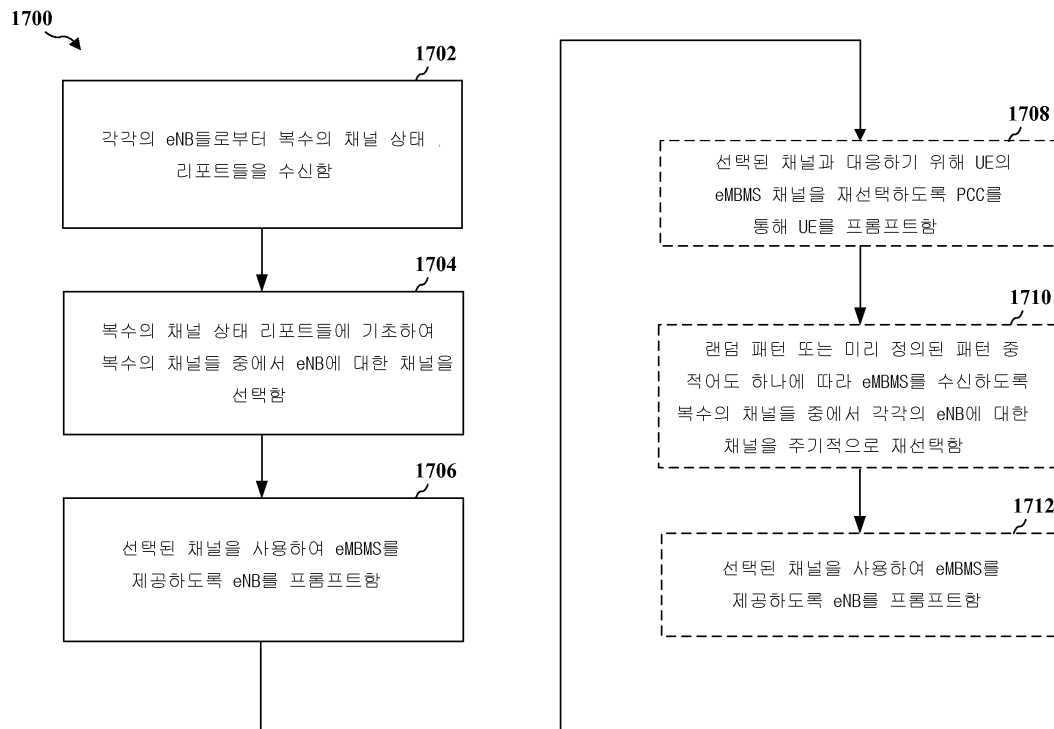 1700
1702
각각의 eNB들로부터 복수의 채널 상태 .
리포트들을 수신함
1704
복수의 채널 상태 리포트들에 기초하여
복수의 채널들 중에서 eNB에 대한 채널을
선택함
1706
선택된 채널을 사용하여 eMBMS를
제공하도록 eNB를 프롬프트함
1708
선택된 채널과 대응하기 위해 UE의
eMBMS 채널을 재선택하도록 PCC를
통해 UE를 프롬프트함
1710
랜덤 패턴 또는 미리 정의된 패턴 중
적어도 하나에 따라 eMBMS를 수신하도록
복수의 채널들 중에서 각각의 eNB에 대한
채널을 주기적으로 재선택함
1712
선택된 채널을 사용하여 eMBMS를
제공하도록 eNB를 프롬프트함